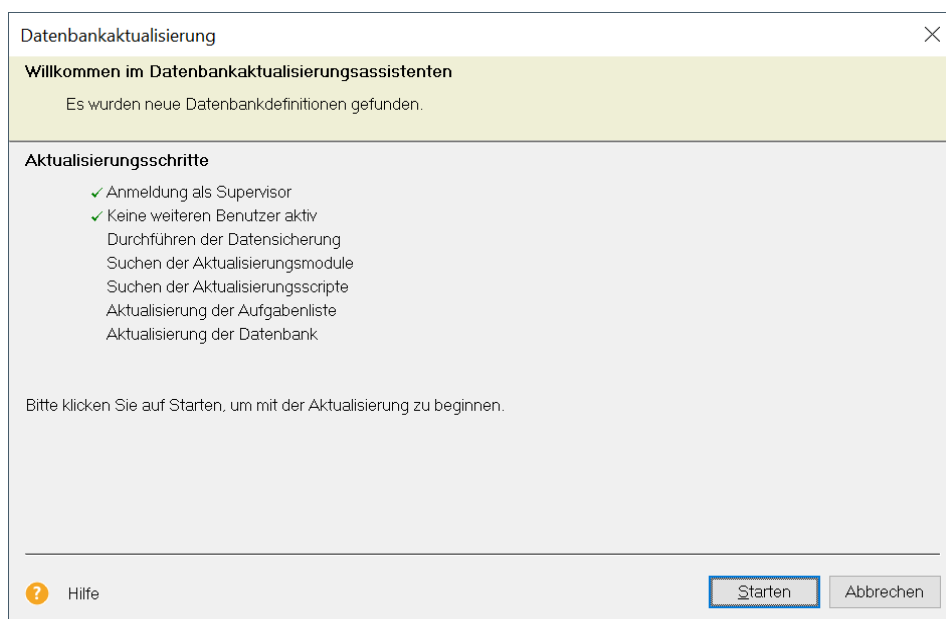 Datenbankaktualisierung
Willkommen im Datenbankaktualisierungsassistenten
Es wurden neue Datenbankdefinitionen gefunden.
Aktualisierungsschritte
Anmeldung als Supervisor
Keine weiteren Benutzer aktiv
Durchführen der Datensicherung
Suchen der Aktualisierungsmodule
Suchen der Aktualisierungsscripte
Aktualisierung der Aufgabenliste
Aktualisierung der Datenbank
Bitte klicken Sie auf Starten, um mit der Aktualisierung zu beginnen.
? Hilfe Starten Abbrechen